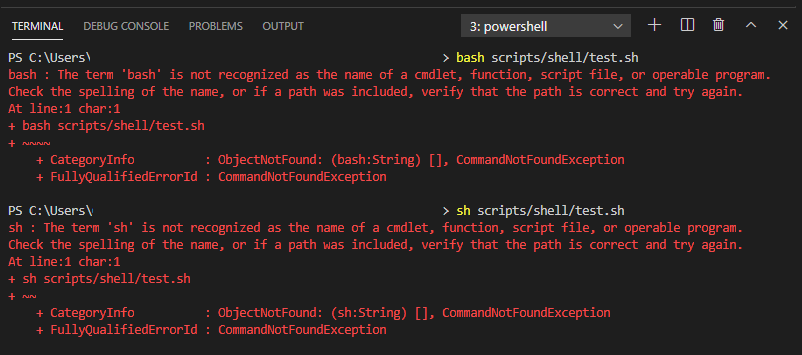 TERMINAL DEBUG CONSOLE PROBLEMS OUTPUT 3: powershell
PS C:\Users\ > bash scripts/shell/test.sh
bash : The term 'bash' is not recognized as the name of a cmdlet, function, script file, or operable program.
Check the spelling of the name, or if a path was included, verify that the path is correct and try again.
At line:1 char:1
+ bash scripts/shell/test.sh
+ ~~~~
    + CategoryInfo          : ObjectNotFound: (bash:String) [], CommandNotFoundException
    + FullyQualifiedErrorId : CommandNotFoundException
PS C:\Users\ > sh scripts/shell/test.sh
sh : The term 'sh' is not recognized as the name of a cmdlet, function, script file, or operable program.
Check the spelling of the name, or if a path was included, verify that the path is correct and try again.
At line:1 char:1
+ sh scripts/shell/test.sh
+ ~~
    + CategoryInfo          : ObjectNotFound: (sh:String) [], CommandNotFoundException
    + FullyQualifiedErrorId : CommandNotFoundException